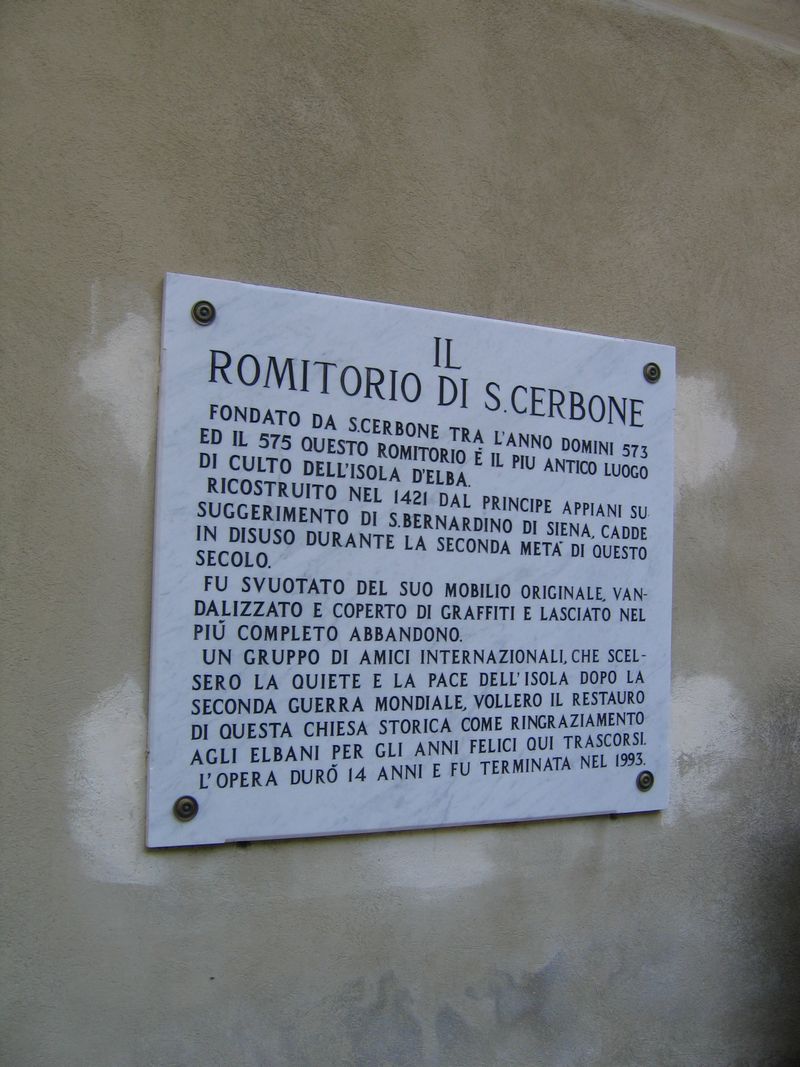 IL
ROMITORIO DI S.CERBONE
FONDATO DA S.CERBONE TRA L'ANNO DOMINI 573
ED IL 575 QUESTO ROMITORIO È IL PIU ANTICO LUOGO
DI CULTO DELL'ISOLA D'ELBA.
RICOSTRUITO NEL 1421 DAL PRINCIPE APPIANI SU
SUGGERIMENTO DI S.BERNARDINO DI SIENA, CADDE
IN DISUSO DURANTE LA SECONDA METÀ DI QUESTO
SECOLO.
FU SVUOTATO DEL SUO MOBILIO ORIGINALE, VAN-
DALIZZATO E COPERTO DI GRAFFITI E LASCIATO NEL
PIÙ COMPLETO ABBANDONO.
UN GRUPPO DI AMICI INTERNAZIONALI, CHE SCEL-
SERO LA QUIETE E LA PACE DELL'ISOLA DOPO LA
SECONDA GUERRA MONDIALE, VOLLERO IL RESTAURO
DI QUESTA CHIESA STORICA COME RINGRAZIAMENTO
AGLI ELBANI PER GLI ANNI FELICI QUI TRASCORSI.
L'OPERA DURÒ 14 ANNI E FU TERMINATA NEL 1993.